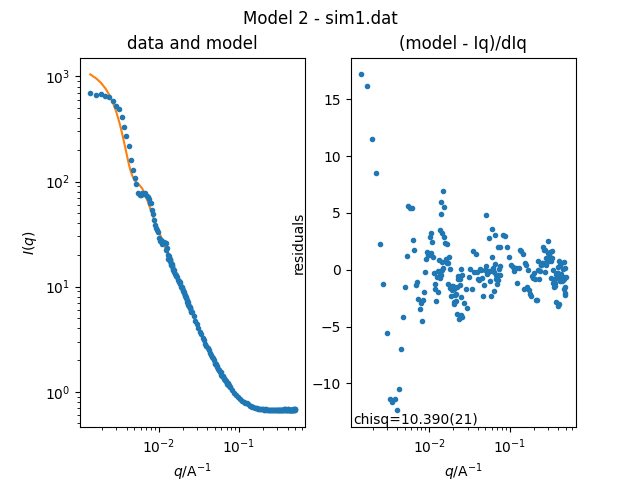 Model 2 - sim1.dat
data and model
(model - Iq)/dIq
10³
10²
10¹
10⁰
I(q)
10⁻²
10⁻¹
q/A⁻¹
15
10
5
0
−5
−10
residuals
chisq=10.390(21)
10⁻²
10⁻¹
q/A⁻¹